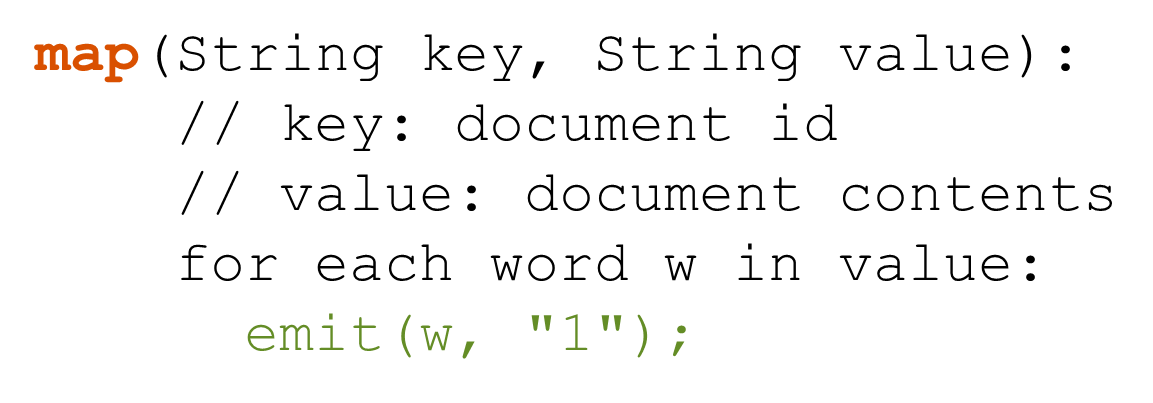 map(String key, String value):
// key: document id
// value: document contents
for each word w in value:
emit(w, "1");